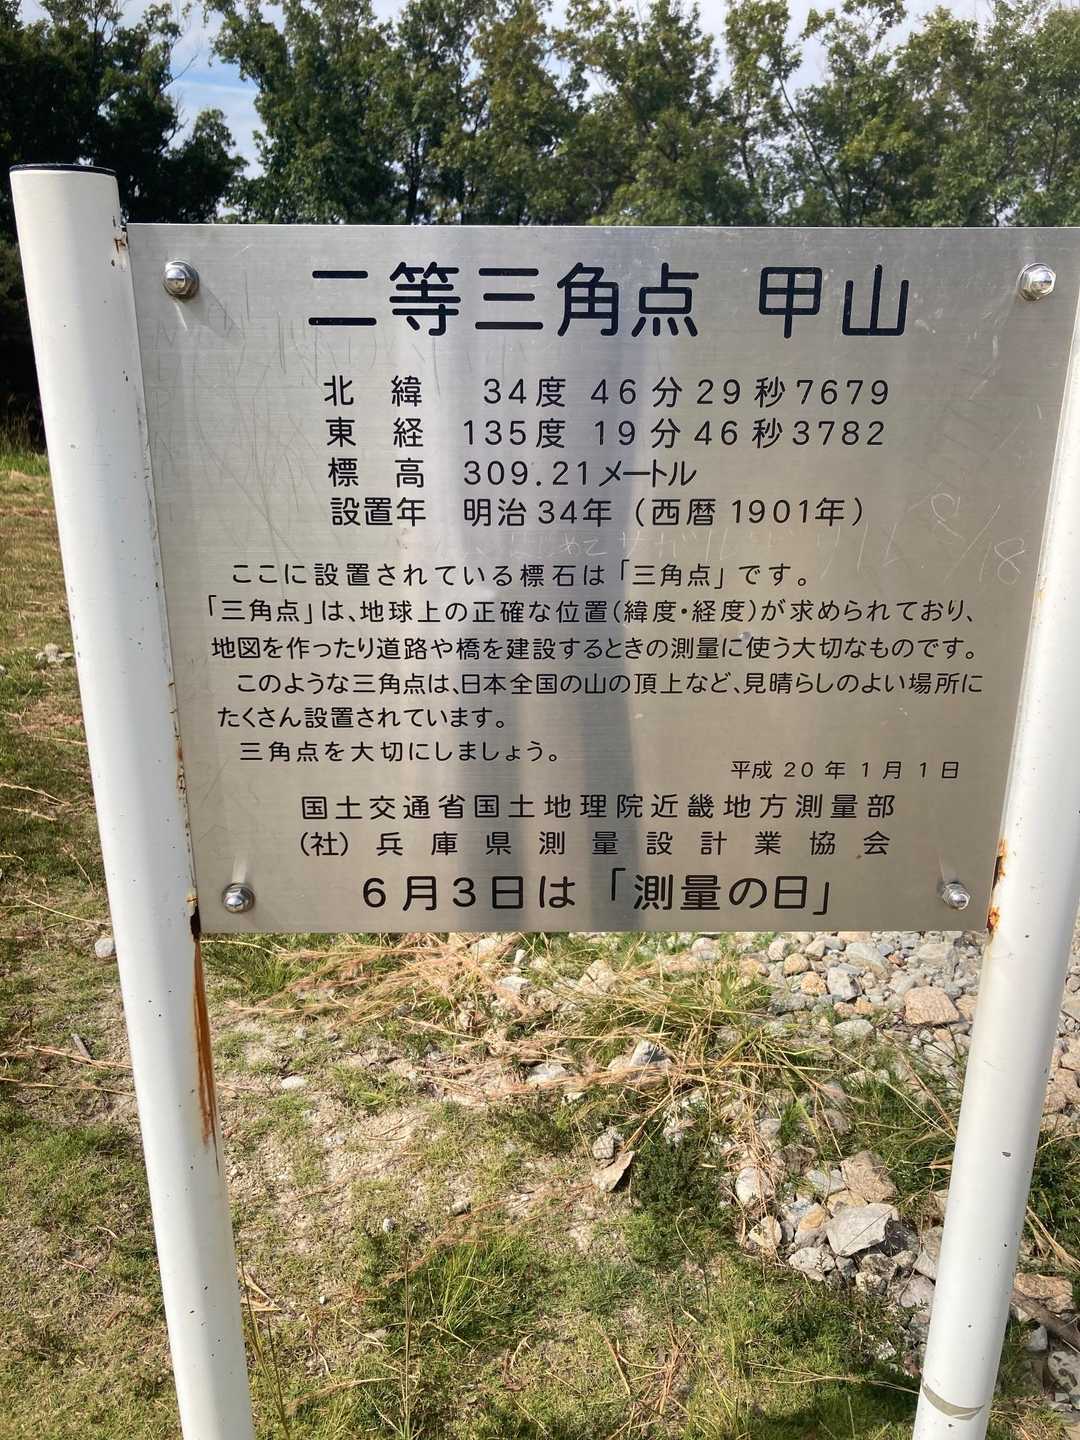 二等三角点 甲山
北緯 34度 46分29秒7679
東経 135度 19分46秒3782
標高 309.21メートル
設置年 明治34年（西暦1901年）
ここに設置されている標石は「三角点」です。
「三角点」は、地球上の正確な位置（緯度・経度）が求められており、
地図を作ったり道路や橋を建設するときの測量に使う大切なものです。
このような三角点は、日本全国の山の頂上など、見晴らしのよい場所に
たくさん設置されています。
三角点を大切にしましょう。
平成20年1月1日
国土交通省国土地理院近畿地方測量部
（社）兵庫県測量設計業協会
6月3日は「測量の日」